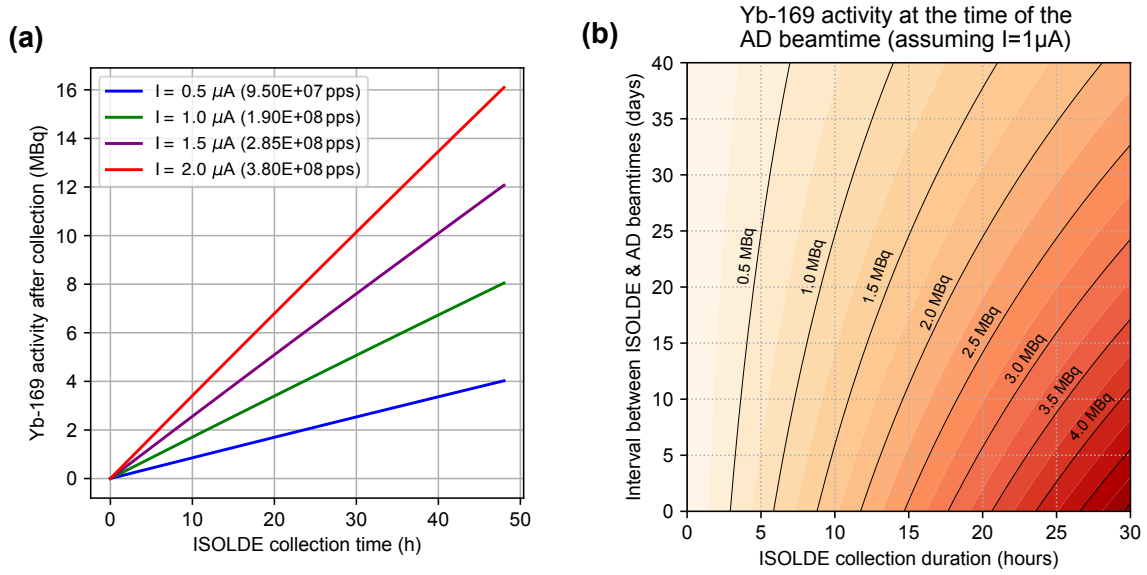 (a)
16
14
12
10
8
6
4
2
0
Yb-169 activity after collection (MBq)
I = 0.5 μA (9.50E+07 pps)
I = 1.0 μA (1.90E+08 pps)
I = 1.5 μA (2.85E+08 pps)
I = 2.0 μA (3.80E+08 pps)
0 10 20 30 40 50
ISOLDE collection time (h)
(b)
Yb-169 activity at the time of the
AD beamtime (assuming I=1μA)
40
35
30
25
20
15
10
5
0
Interval between ISOLDE & AD beamtimes (days)
0.5 MBq
1.0 MBq
1.5 MBq
2.0 MBq
2.5 MBq
3.0 MBq
3.5 MBq
4.0 MBq
0 5 10 15 20 25 30
ISOLDE collection duration (hours)